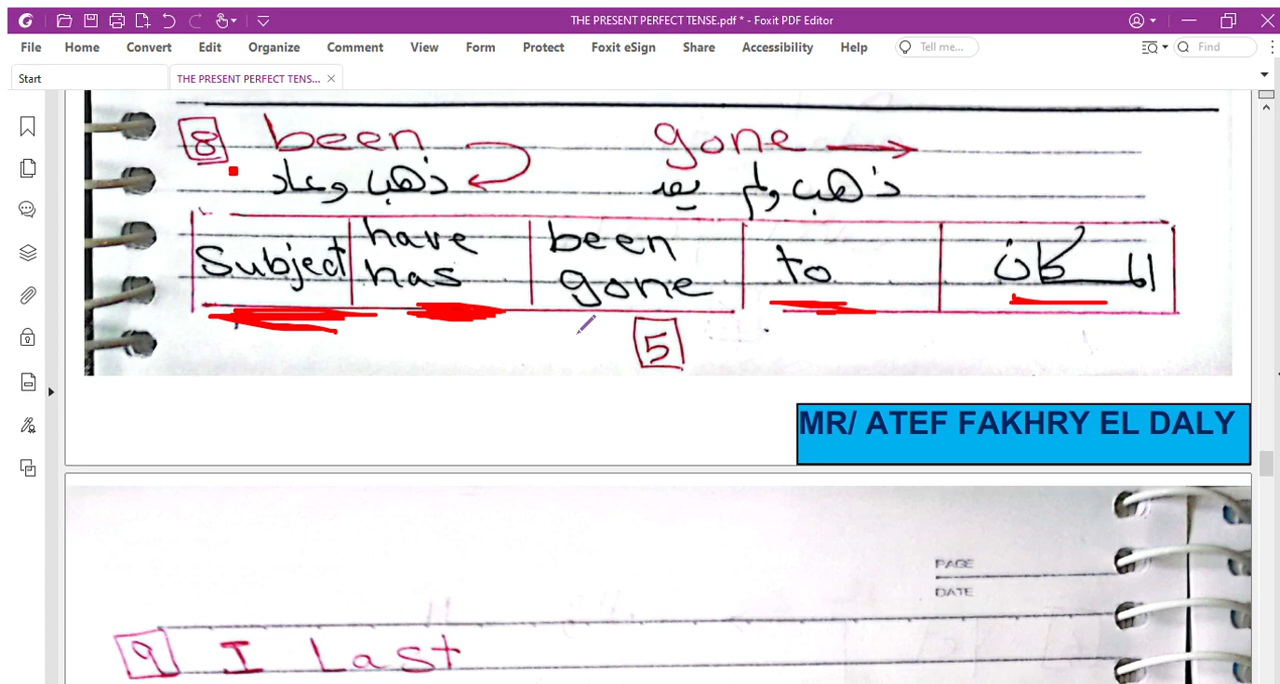 THE PRESENT PERFECT TENSE.pdf * - Foxit PDF Editor
File Home Convert Edit Organize Comment View Form Protect Foxit eSign Share Accessibility Help Tell me... Find
Start THE PRESENT PERFECT TENS...
8 been gone
ذهب وعاد ذهب ولم يعد
Subject have has been gone to المكان
5
MR/ ATEF FAKHRY EL DALY
PAGE
DATE
9 I Last